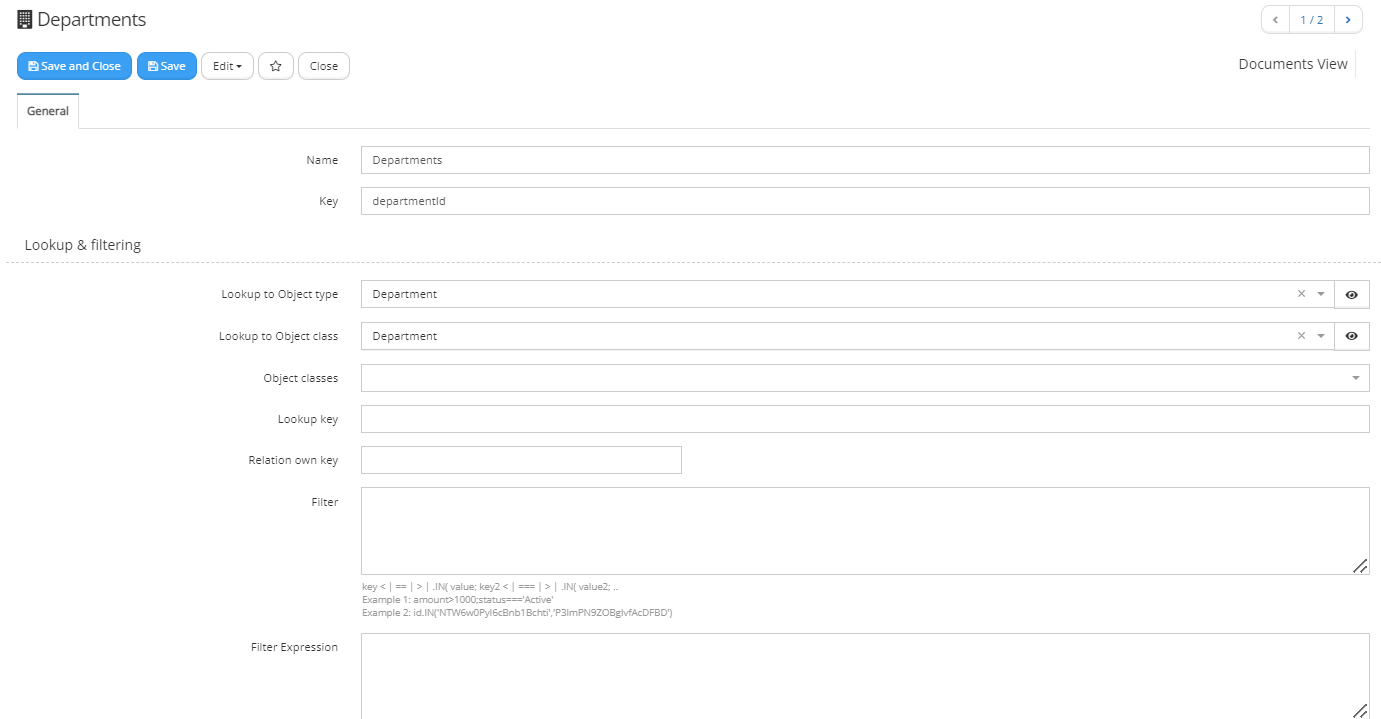 Departments
1 / 2
Save and Close Save Edit Close
Documents View
General
Name Departments
Key departmentId
Lookup & filtering
Lookup to Object type Department
Lookup to Object class Department
Object classes
Lookup key
Relation own key
Filter
key < | == | > | .IN( value; key2 < | === | > | .IN( value2; ..
Example 1: amount>1000;status==='Active'
Example 2: id.IN('NTW6w0PyI6cBnb1Bchti','P3ImPN9ZOBglvfAcDFBD')
Filter Expression